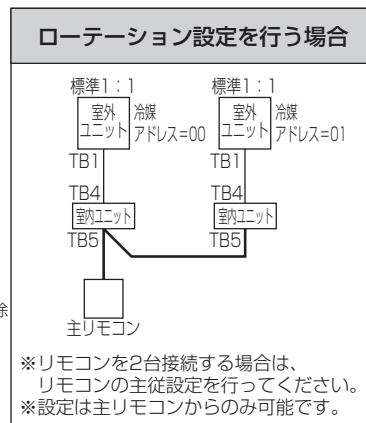 ローテーション設定を行う場合
標準1：1 標準1：1
室外ユニット 冷媒アドレス=00 室外ユニット 冷媒アドレス=01
TB1 TB1
TB4 TB4
室内ユニット 室内ユニット
TB5 TB5
除
主リモコン
※リモコンを2台接続する場合は、
リモコンの主従設定を行ってください。
※設定は主リモコンからのみ可能です。